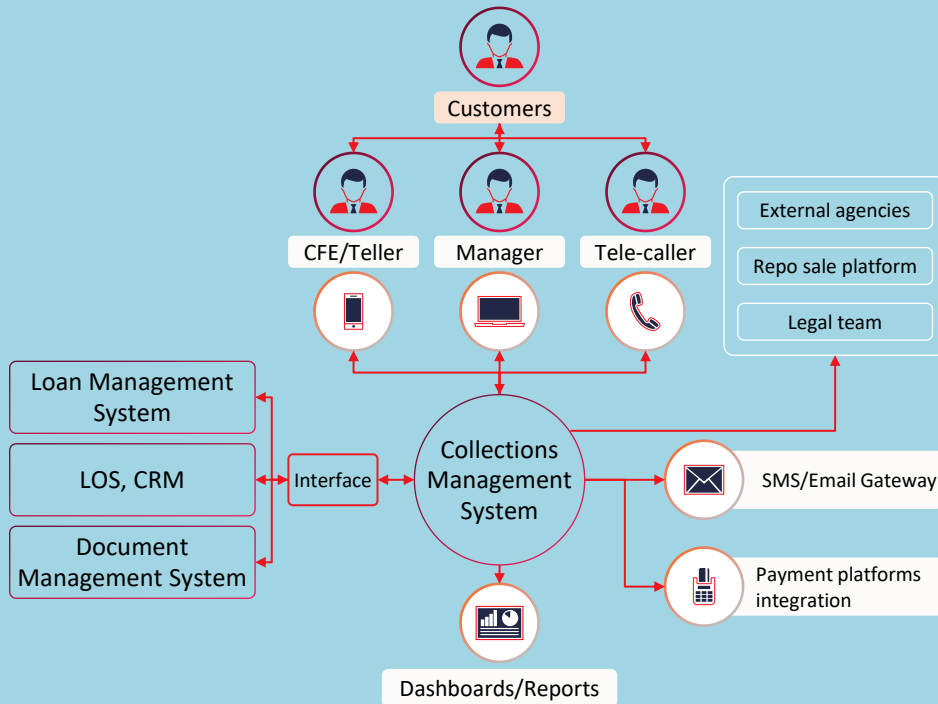 Customers
CFE/Teller
Manager
Tele-caller
External agencies
Repo sale platform
Legal team
Loan Management
System
LOS, CRM
Document
Management System
Interface
Collections
Management
System
SMS/Email Gateway
Payment platforms
integration
Dashboards/Reports